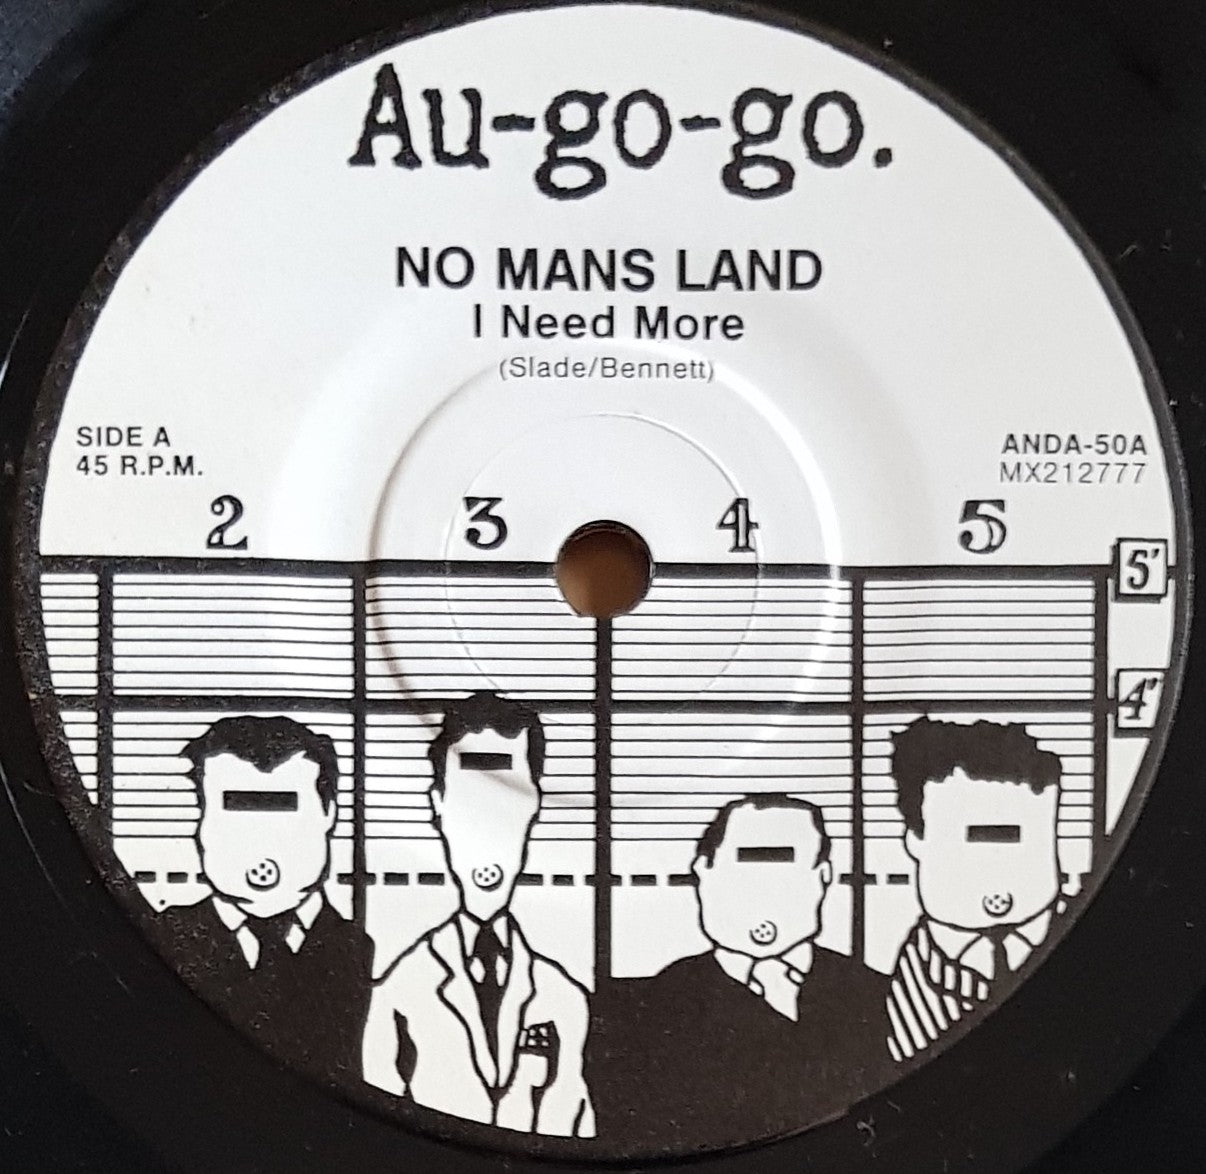 Au-go-go.
NO MANS LAND
I Need More
(Slade/Bennett)
SIDE A
45 R.P.M.
ANDA-50A
MX212777
2 3 4 5
5'
4'